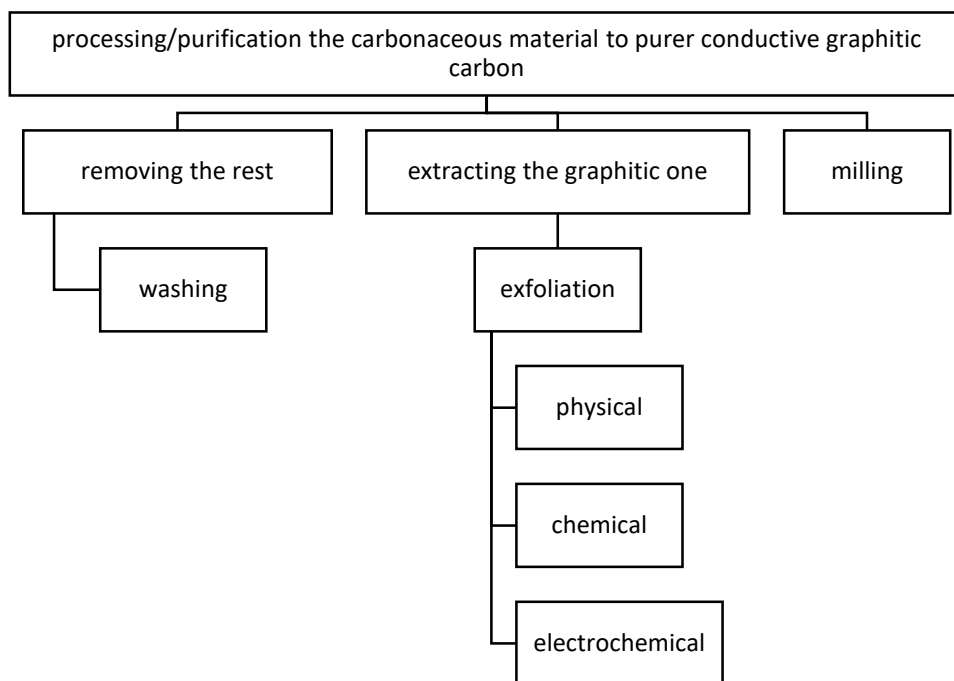 processing/purification the carbonaceous material to purer conductive graphitic
carbon
removing the rest
extracting the graphitic one
milling
washing
exfoliation
physical
chemical
electrochemical